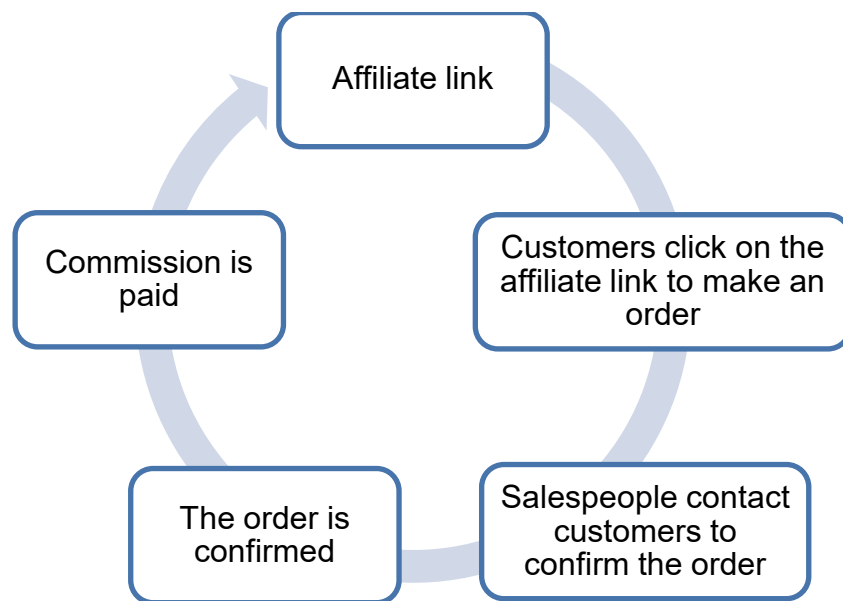 Affiliate link
Customers click on the
affiliate link to make an
order
Salespeople contact
customers to
confirm the order
The order is
confirmed
Commission is
paid